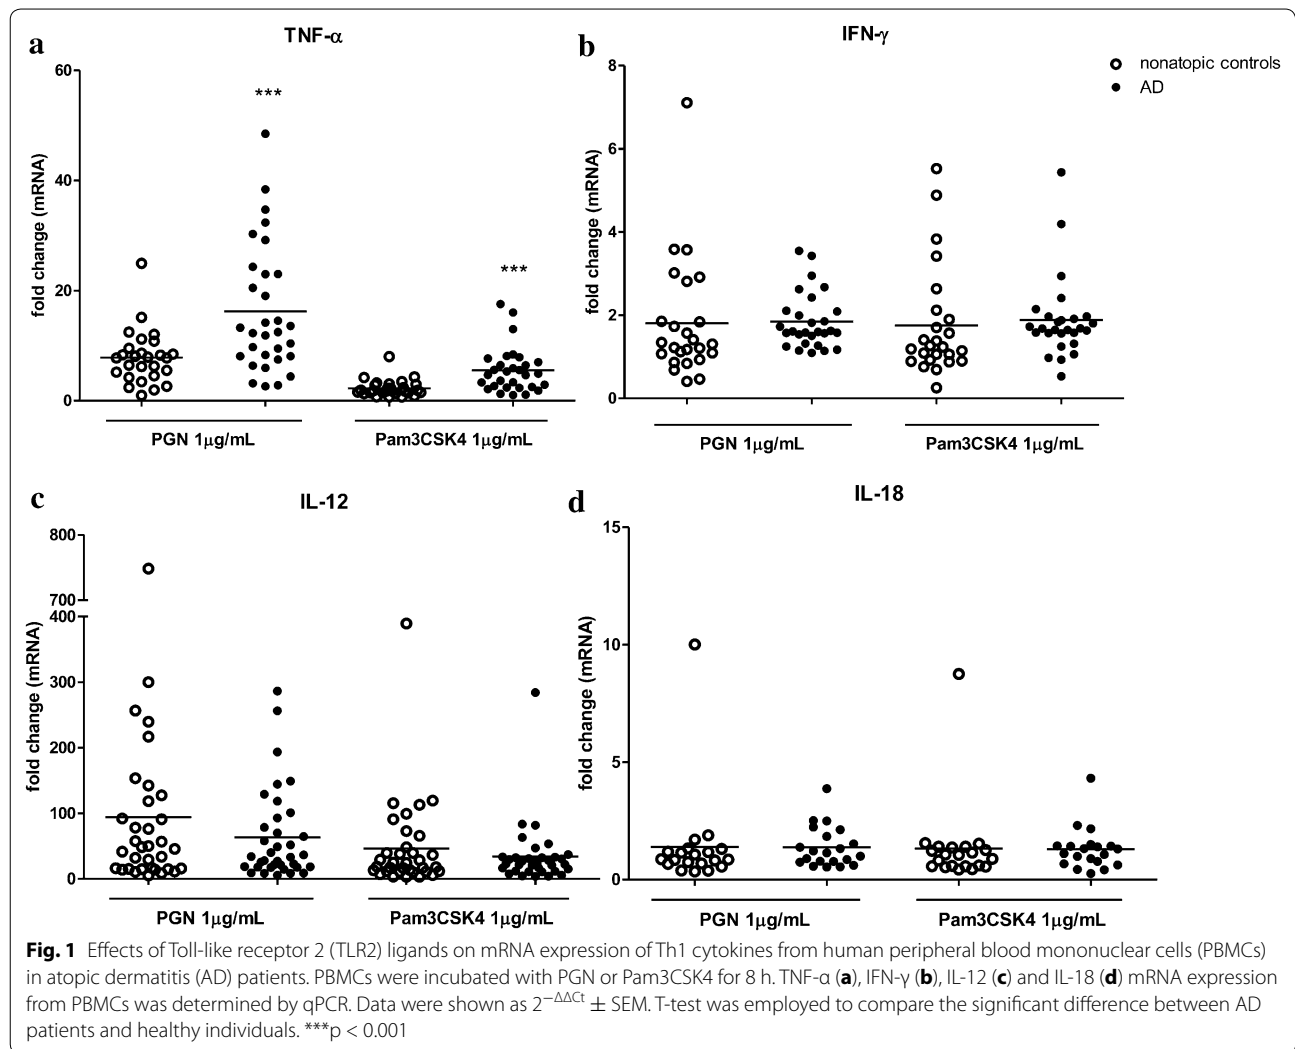 a
TNF-α
fold change (mRNA)
60
40
20
0
***
***
PGN 1μg/mL
Pam3CSK4 1μg/mL
b
IFN-γ
nonatopic controls
AD
fold change (mRNA)
8
6
4
2
0
PGN 1μg/mL
Pam3CSK4 1μg/mL
c
IL-12
fold change (mRNA)
800
700
400
300
200
100
0
PGN 1μg/mL
Pam3CSK4 1μg/mL
d
IL-18
fold change (mRNA)
15
10
5
0
PGN 1μg/mL
Pam3CSK4 1μg/mL
Fig. 1 Effects of Toll-like receptor 2 (TLR2) ligands on mRNA expression of Th1 cytokines from human peripheral blood mononuclear cells (PBMCs)
in atopic dermatitis (AD) patients. PBMCs were incubated with PGN or Pam3CSK4 for 8 h. TNF-α (a), IFN-γ (b), IL-12 (c) and IL-18 (d) mRNA expression
from PBMCs was determined by qPCR. Data were shown as 2^−ΔΔCt ± SEM. T-test was employed to compare the significant difference between AD
patients and healthy individuals. ***p < 0.001